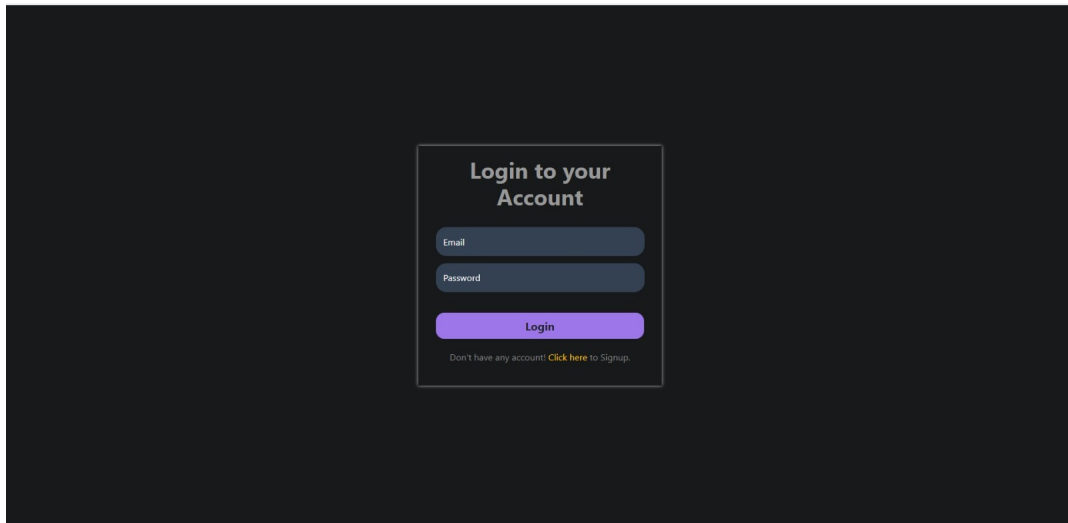 Login to your
Account
Email
Password
Login
Don't have any account! Click here to Signup.